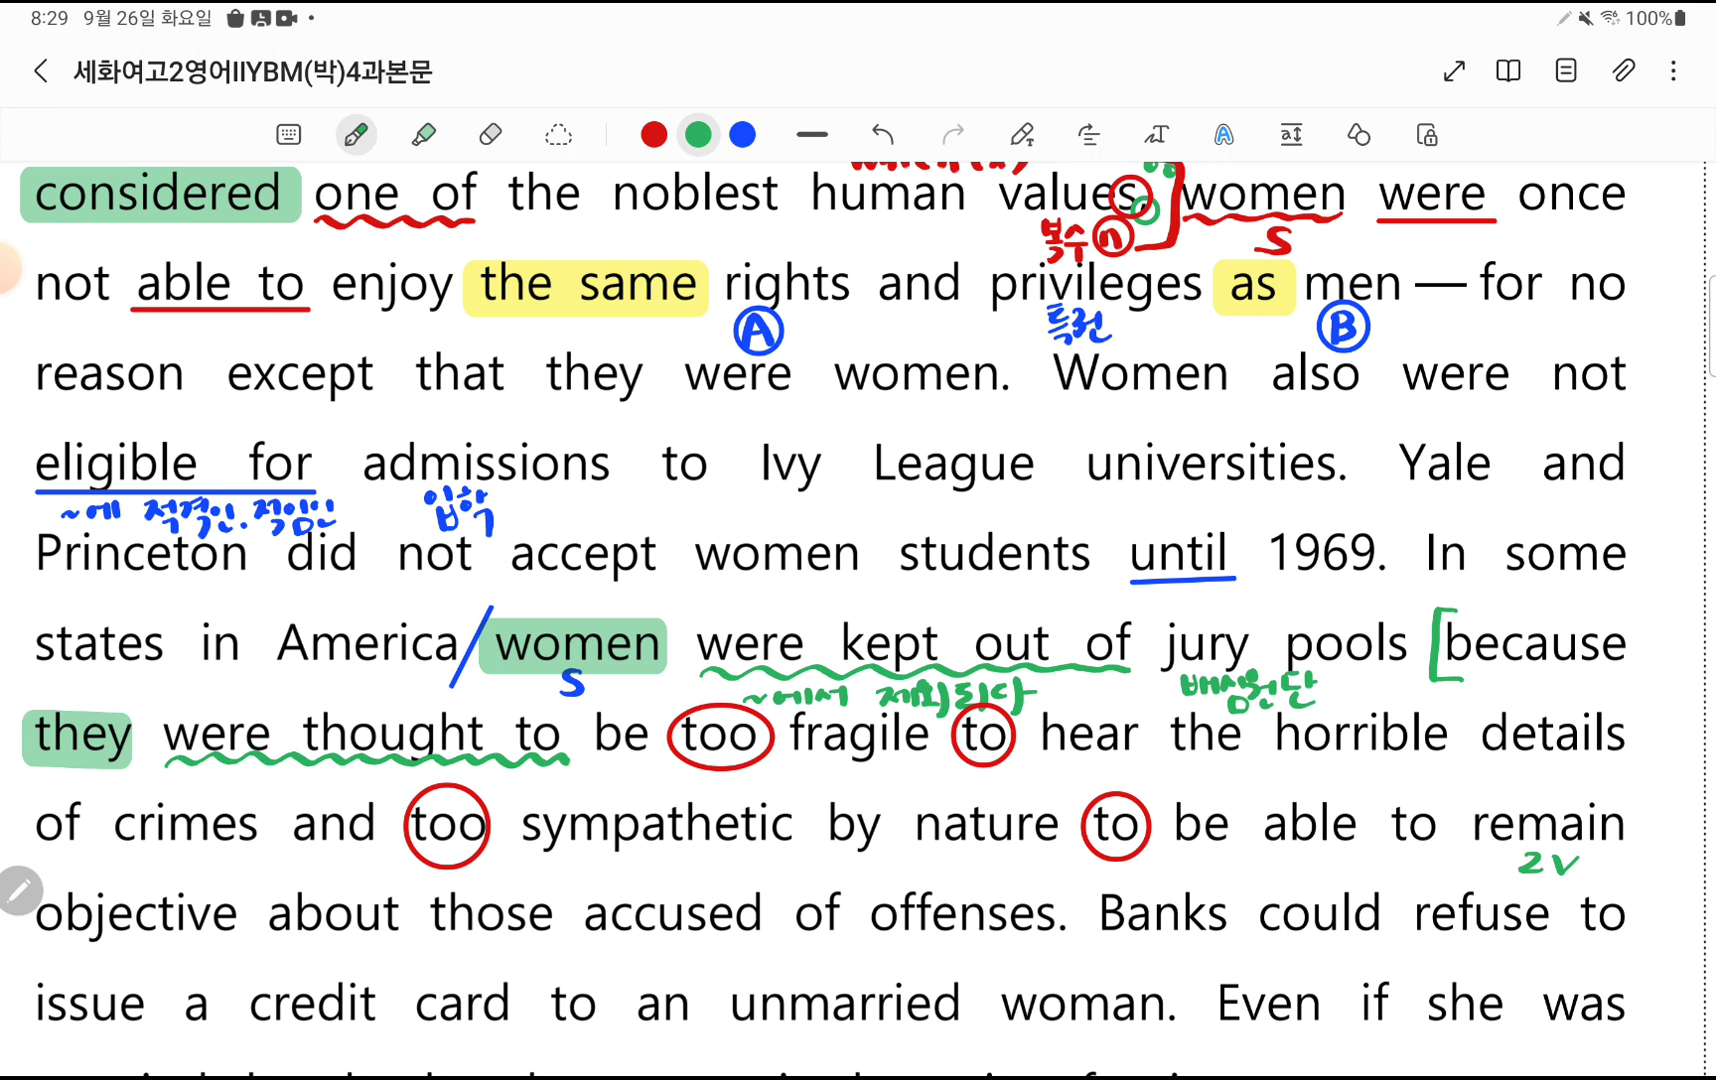 8:29 9월 26일 화요일
100%
세화여고2영어IIYBM(박)4과본문
considered one of the noblest human values, women were once
복수 n S
not able to enjoy the same rights and privileges as men — for no
A 특권 B
reason except that they were women. Women also were not
eligible for admissions to Ivy League universities. Yale and
~에 적격인. 적임인 입학
Princeton did not accept women students until 1969. In some
states in America / women were kept out of jury pools [because
S ~에서 제외되다 배심원단
they were thought to be too fragile to hear the horrible details
of crimes and too sympathetic by nature to be able to remain
2V
objective about those accused of offenses. Banks could refuse to
issue a credit card to an unmarried woman. Even if she was